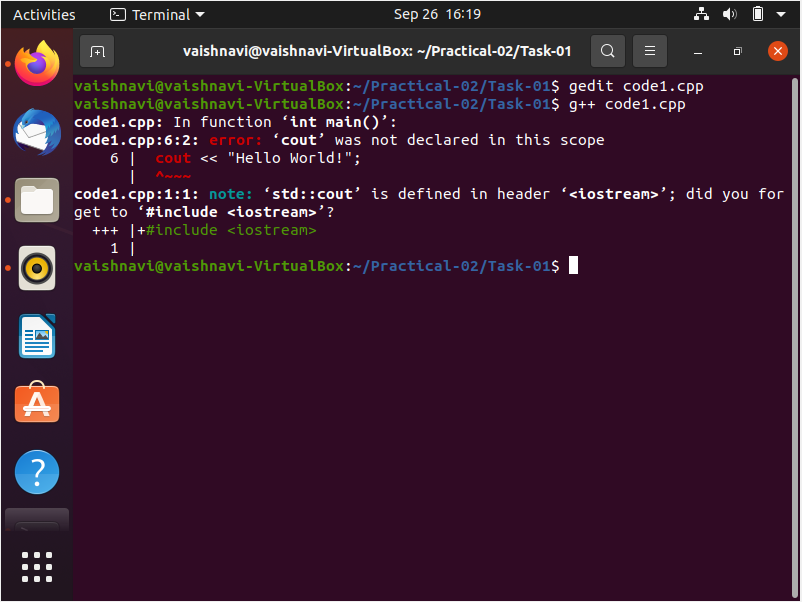 Activities Terminal Sep 26 16:19
vaishnavi@vaishnavi-VirtualBox: ~/Practical-02/Task-01
vaishnavi@vaishnavi-VirtualBox:~/Practical-02/Task-01$ gedit code1.cpp
vaishnavi@vaishnavi-VirtualBox:~/Practical-02/Task-01$ g++ code1.cpp
code1.cpp: In function ‘int main()’:
code1.cpp:6:2: error: ‘cout’ was not declared in this scope
    6 |  cout << "Hello World!";
      |  ^~~~
code1.cpp:1:1: note: ‘std::cout’ is defined in header ‘<iostream>’; did you for
get to ‘#include <iostream>’?
  +++ |+#include <iostream>
    1 |
vaishnavi@vaishnavi-VirtualBox:~/Practical-02/Task-01$